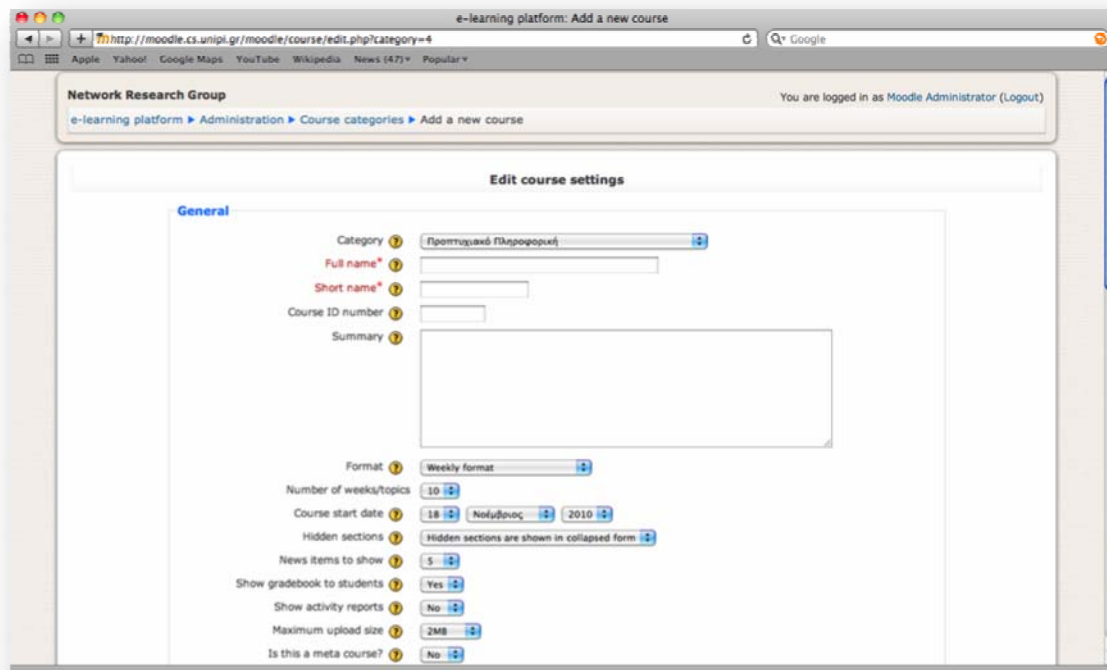 e-learning platform: Add a new course
http://moodle.cs.unipi.gr/moodle/course/edit.php?category=4
Google
Apple Yahoo! Google Maps YouTube Wikipedia News (47) Popular
Network Research Group
You are logged in as Moodle Administrator (Logout)
e-learning platform ► Administration ► Course categories ► Add a new course
Edit course settings
General
Category ? Προπτυχιακό Πληροφορική
Full name* ?
Short name* ?
Course ID number ?
Summary ?
Format ? Weekly format
Number of weeks/topics 10
Course start date ? 18 Νοέμβριος 2010
Hidden sections ? Hidden sections are shown in collapsed form
News items to show ? 5
Show gradebook to students ? Yes
Show activity reports ? No
Maximum upload size ? 2MB
Is this a meta course? ? No